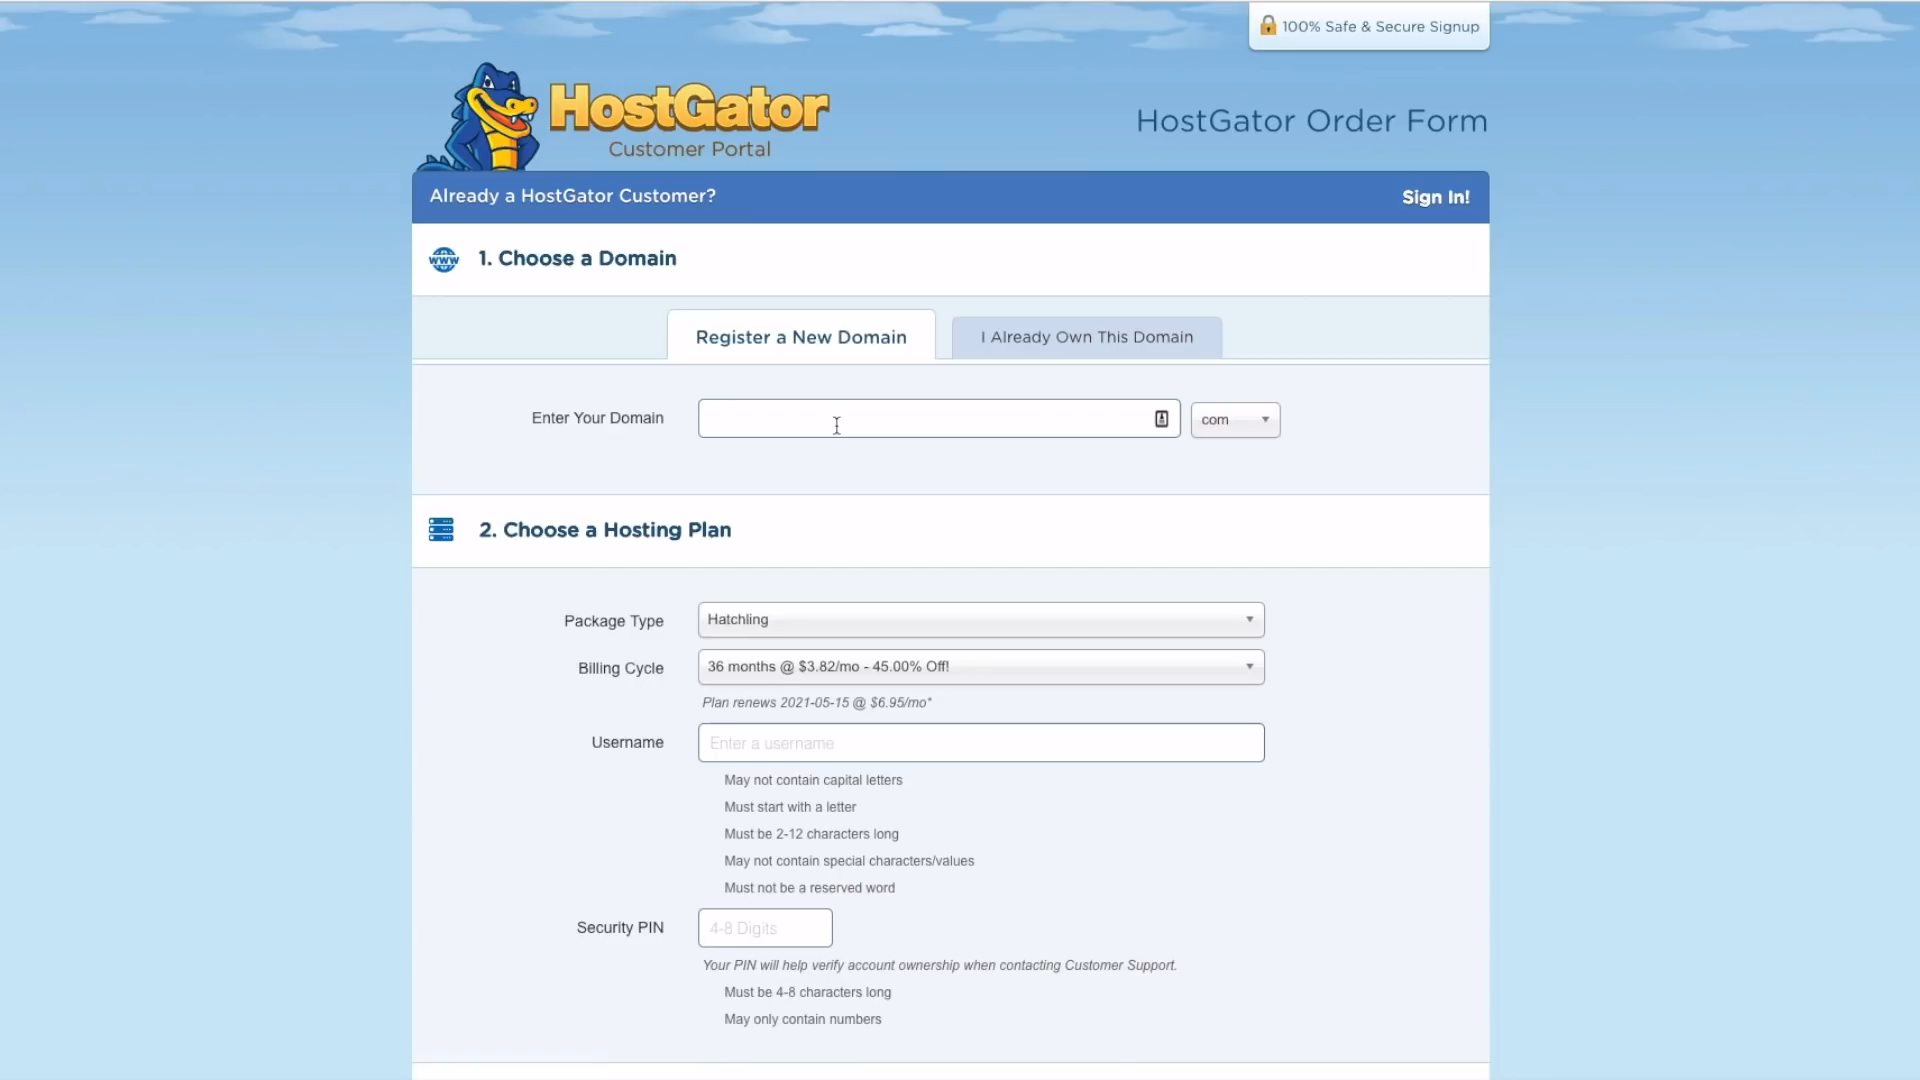 100% Safe & Secure Signup
HostGator
Customer Portal
HostGator Order Form
Already a HostGator Customer?
Sign In!
www
1. Choose a Domain
Register a New Domain
I Already Own This Domain
Enter Your Domain
com
2. Choose a Hosting Plan
Package Type
Hatchling
Billing Cycle
36 months @ $3.82/mo - 45.00% Off!
Plan renews 2021-05-15 @ $6.95/mo*
Username
Enter a username
May not contain capital letters
Must start with a letter
Must be 2-12 characters long
May not contain special characters/values
Must not be a reserved word
Security PIN
4-8 Digits
Your PIN will help verify account ownership when contacting Customer Support.
Must be 4-8 characters long
May only contain numbers